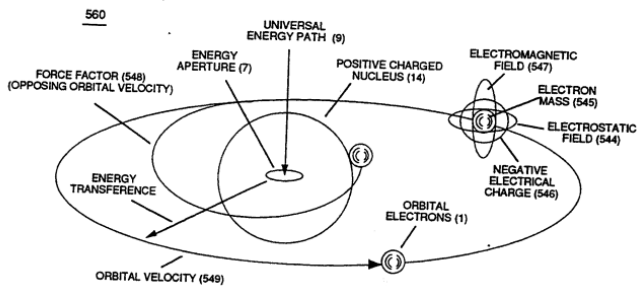 560
UNIVERSAL
ENERGY PATH (9)
ENERGY
APERTURE (7)
POSITIVE CHARGED
NUCLEUS (14)
FORCE FACTOR (548)
(OPPOSING ORBITAL VELOCITY)
ELECTROMAGNETIC
FIELD (547)
ELECTRON
MASS (545)
ELECTROSTATIC
FIELD (544)
NEGATIVE
ELECTRICAL
CHARGE (546)
ENERGY
TRANSFERENCE
ORBITAL
ELECTRONS (1)
ORBITAL VELOCITY (549)